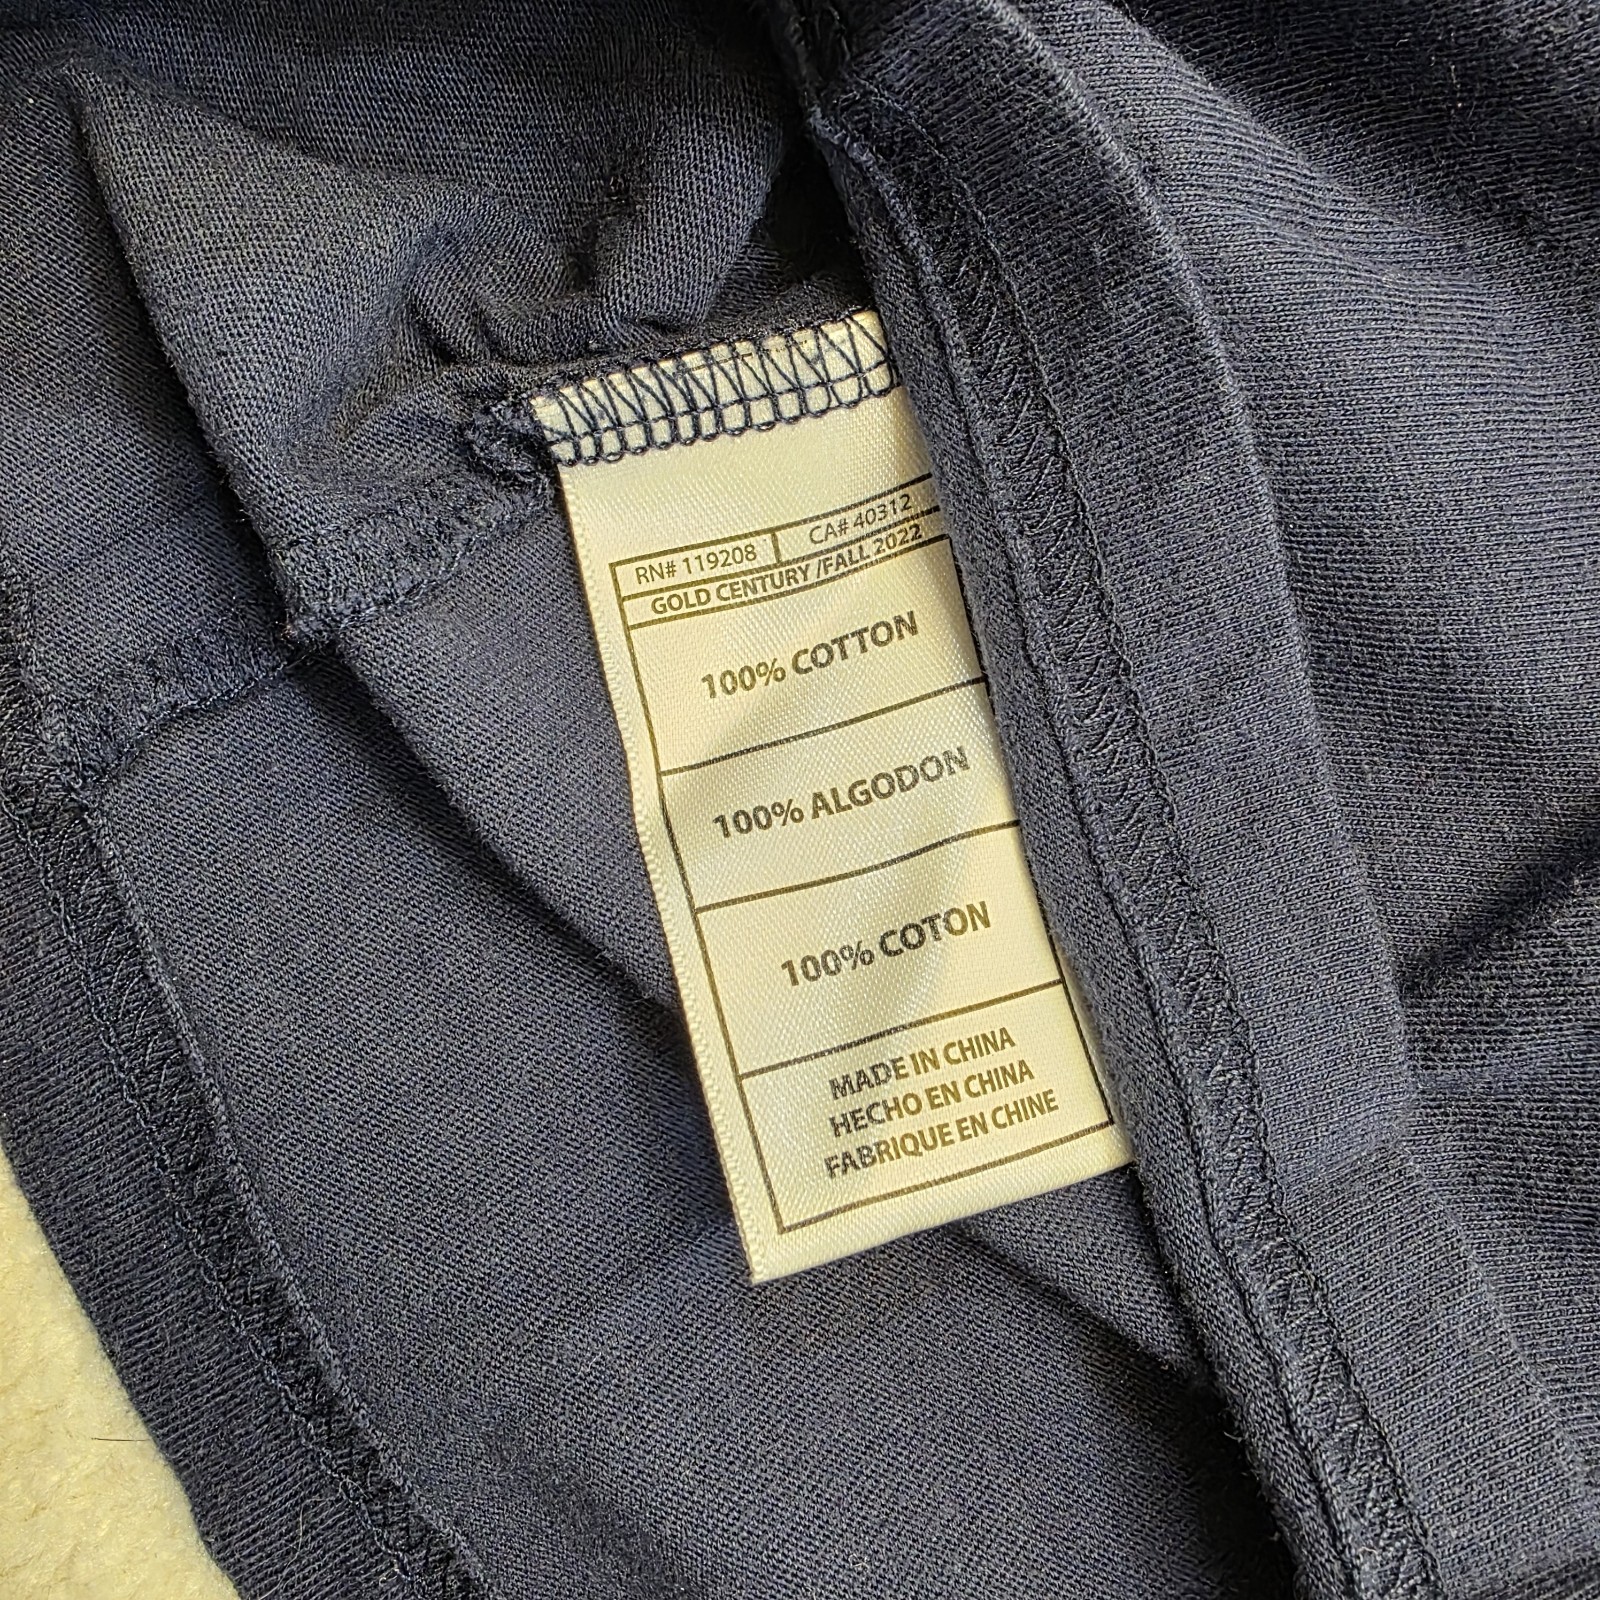 RN# 119208 CA# 40312
GOLD CENTURY /FALL 2022
100% COTTON
100% ALGODON
100% COTON
MADE IN CHINA
HECHO EN CHINA
FABRIQUE EN CHINE